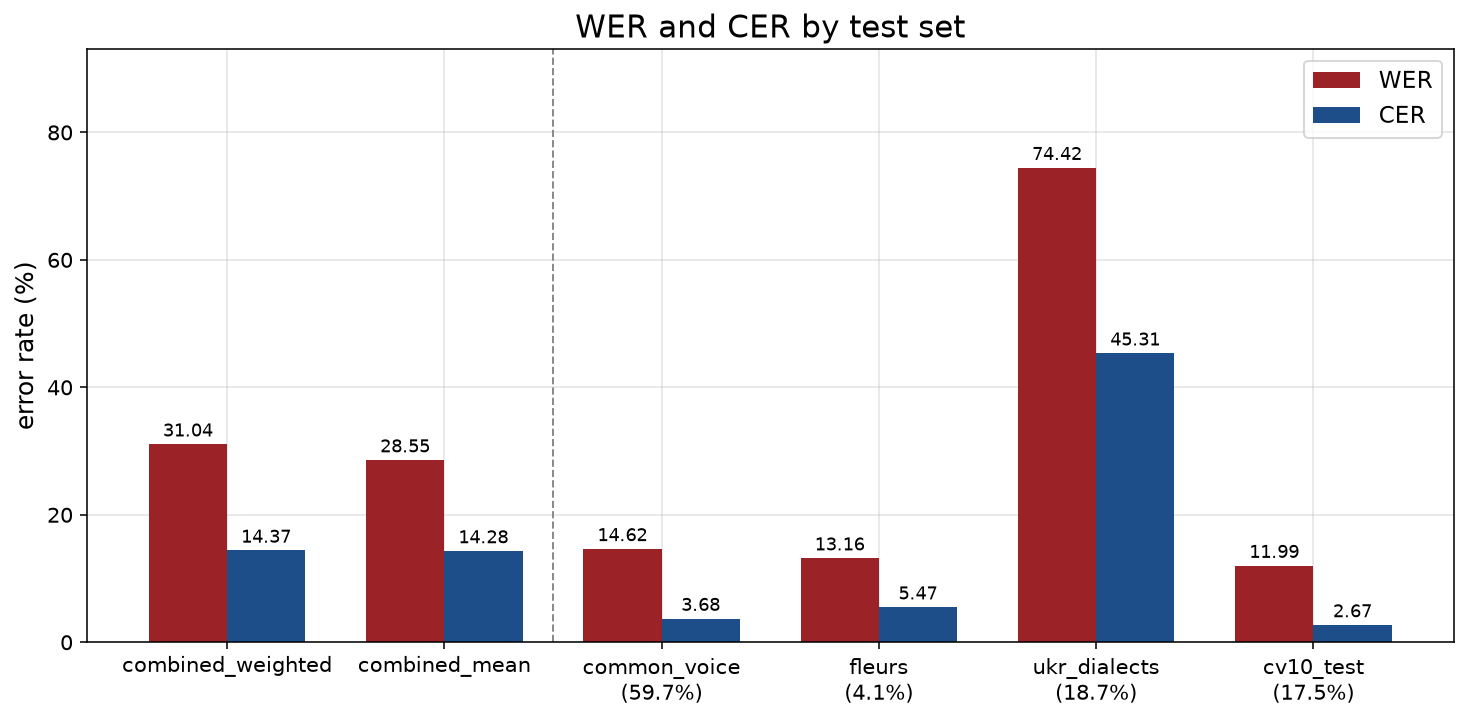 WER and CER by test set
WER
CER
error rate (%)
80
60
40
20
0
31.04
14.37
28.55
14.28
14.62
3.68
13.16
5.47
74.42
45.31
11.99
2.67
combined_weighted
combined_mean
common_voice
(59.7%)
fleurs
(4.1%)
ukr_dialects
(18.7%)
cv10_test
(17.5%)